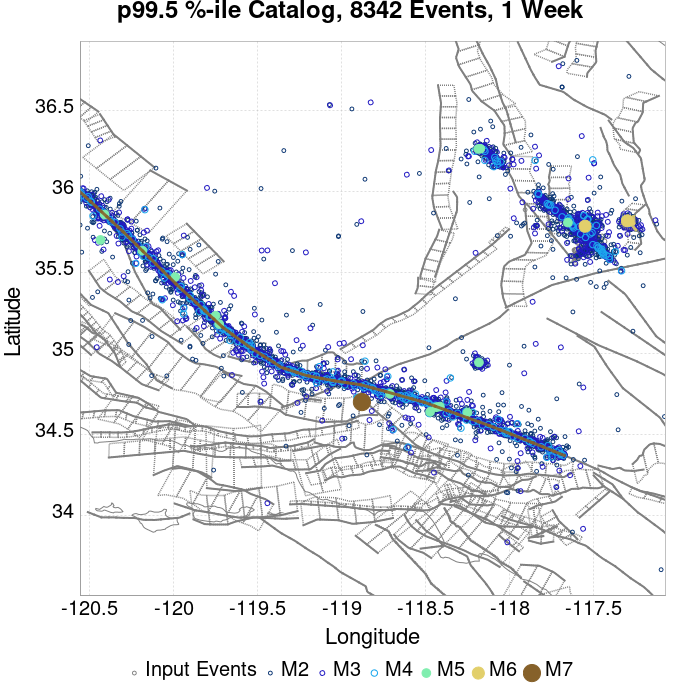 p99.5 %-ile Catalog, 8342 Events, 1 Week
36.5
36
35.5
35
34.5
34
Latitude
-120.5 -120 -119.5 -119 -118.5 -118 -117.5
Longitude
Input Events M2 M3 M4 M5 M6 M7